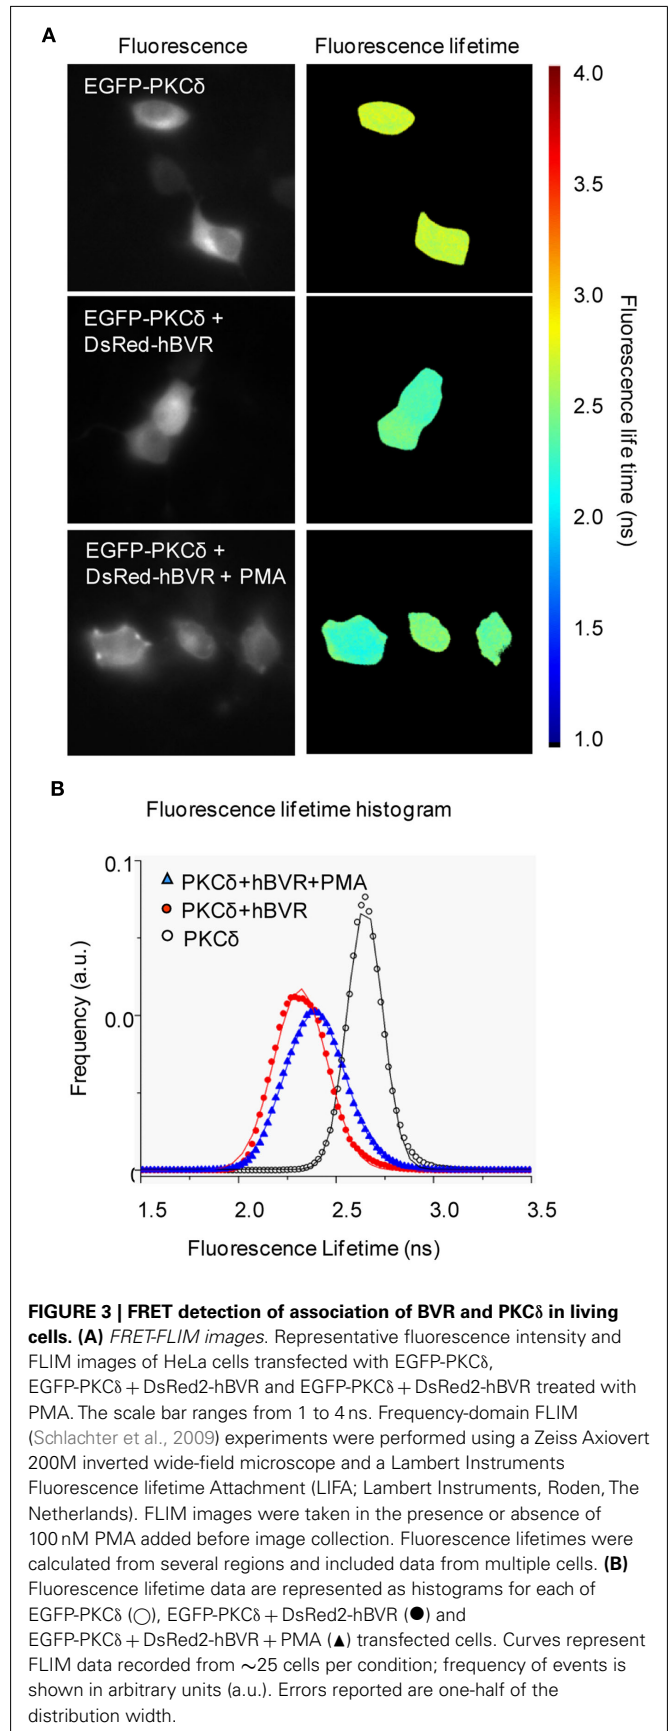 A
Fluorescence
Fluorescence lifetime
EGFP-PKCδ
EGFP-PKCδ +
DsRed-hBVR
EGFP-PKCδ +
DsRed-hBVR + PMA
4.0
3.5
3.0
2.5
2.0
1.5
1.0
Fluorescence life time (ns)
B
Fluorescence lifetime histogram
0.1
0.0
(
Frequency (a.u.)
PKCδ+hBVR+PMA
PKCδ+hBVR
PKCδ
1.5 2.0 2.5 3.0 3.5
Fluorescence Lifetime (ns)
FIGURE 3 | FRET detection of association of BVR and PKCδ in living
cells. (A) FRET-FLIM images. Representative fluorescence intensity and
FLIM images of HeLa cells transfected with EGFP-PKCδ,
EGFP-PKCδ + DsRed2-hBVR and EGFP-PKCδ + DsRed2-hBVR treated with
PMA. The scale bar ranges from 1 to 4 ns. Frequency-domain FLIM
(Schlachter et al., 2009) experiments were performed using a Zeiss Axiovert
200M inverted wide-field microscope and a Lambert Instruments
Fluorescence lifetime Attachment (LIFA; Lambert Instruments, Roden, The
Netherlands). FLIM images were taken in the presence or absence of
100 nM PMA added before image collection. Fluorescence lifetimes were
calculated from several regions and included data from multiple cells. (B)
Fluorescence lifetime data are represented as histograms for each of
EGFP-PKCδ (○), EGFP-PKCδ + DsRed2-hBVR (●) and
EGFP-PKCδ + DsRed2-hBVR + PMA (▲) transfected cells. Curves represent
FLIM data recorded from ~25 cells per condition; frequency of events is
shown in arbitrary units (a.u.). Errors reported are one-half of the
distribution width.